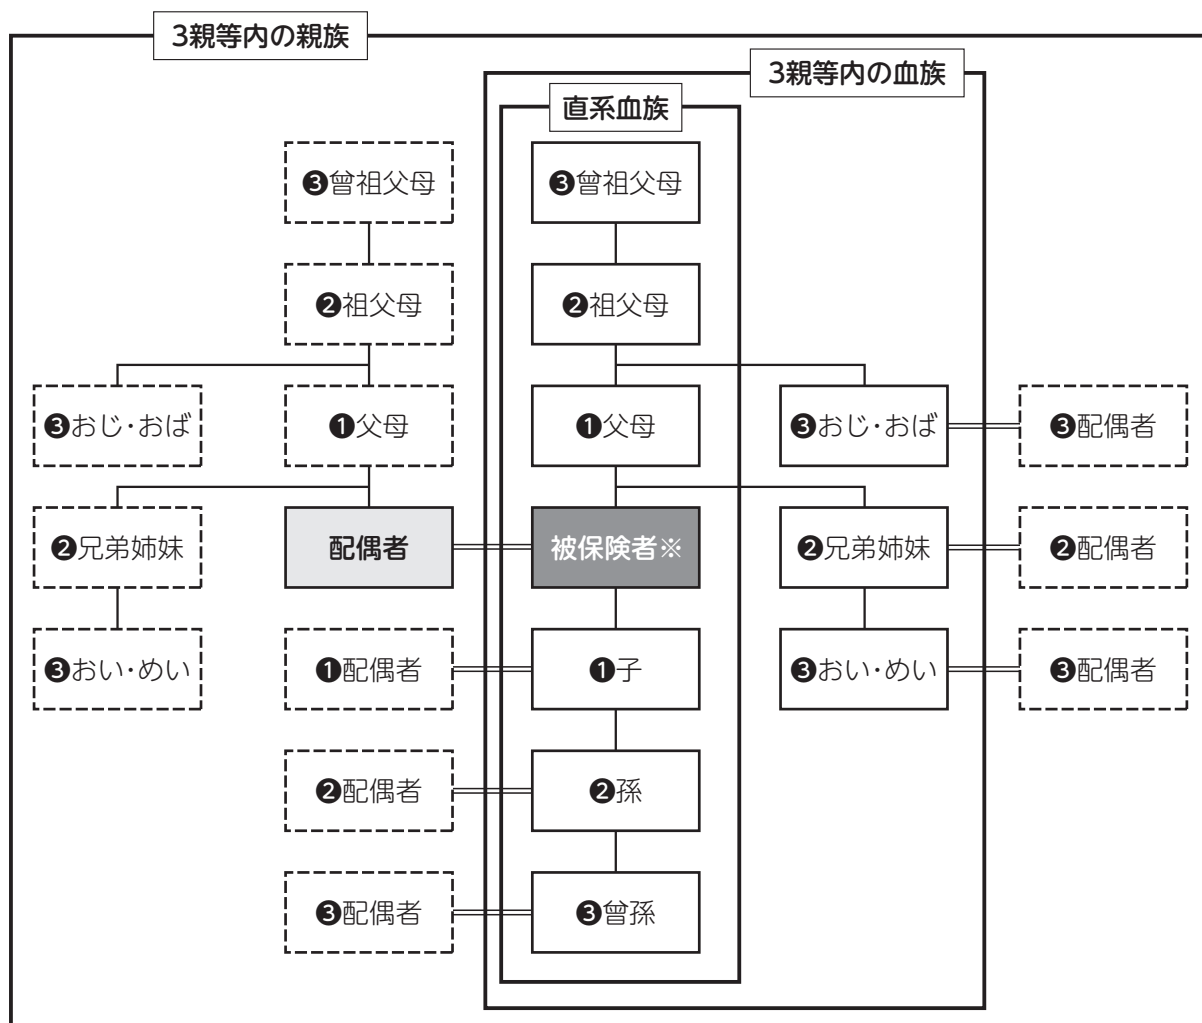 3親等内の親族
3親等内の血族
直系血族
❸曾祖父母
❸曾祖父母
❷祖父母
❷祖父母
❸おじ・おば
❶父母
❶父母
❸おじ・おば
❸配偶者
❷兄弟姉妹
配偶者
被保険者※
❷兄弟姉妹
❷配偶者
❸おい・めい
❶配偶者
❶子
❸おい・めい
❸配偶者
❷配偶者
❷孫
❸配偶者
❸曾孫